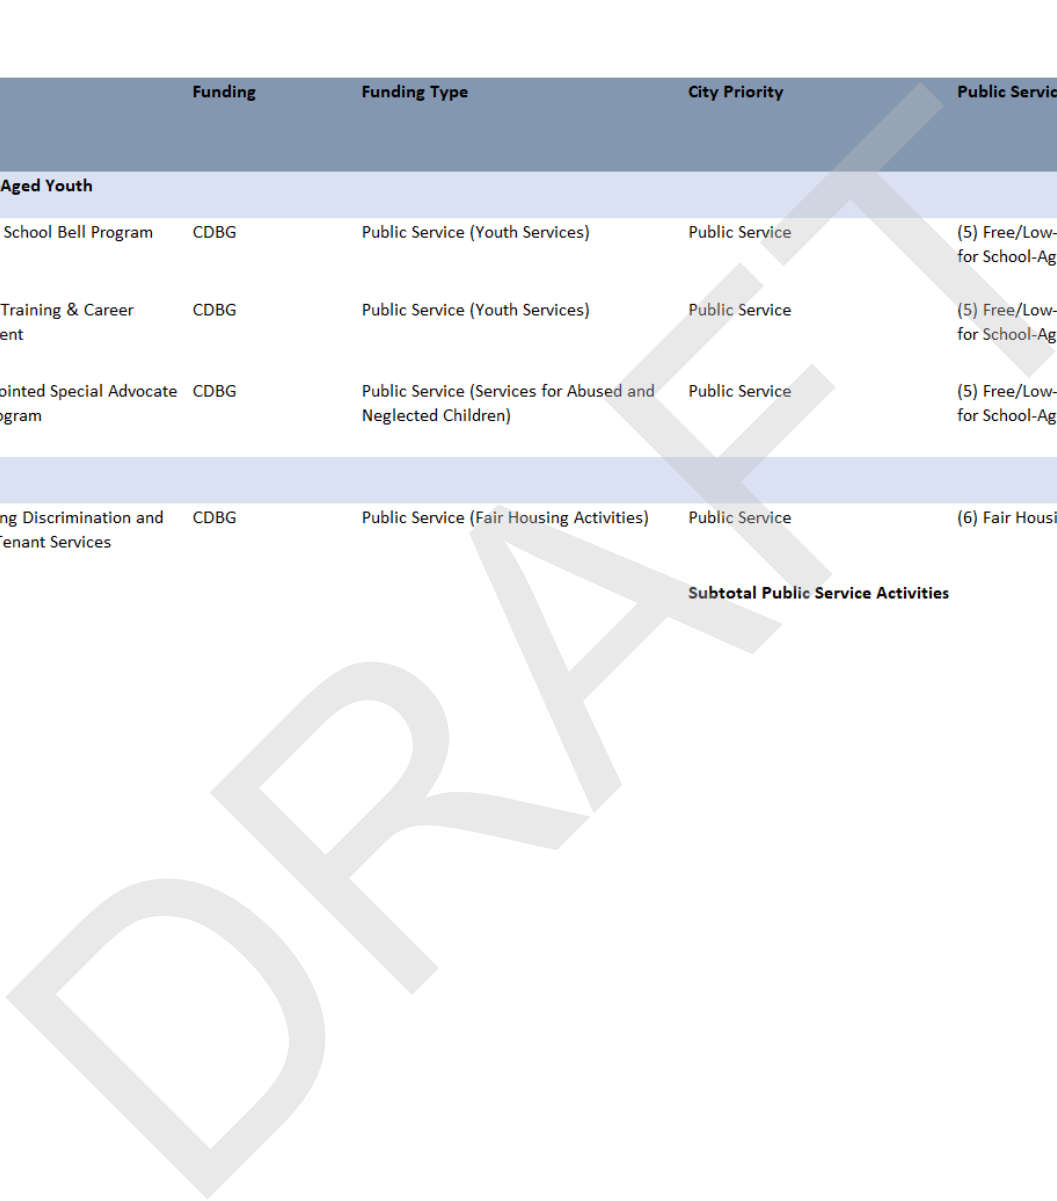 Funding Funding Type City Priority Public Servic
Aged Youth
School Bell Program CDBG Public Service (Youth Services) Public Service (5) Free/Low-
for School-Ag
Training & Career CDBG Public Service (Youth Services) Public Service (5) Free/Low-
ent for School-Ag
ointed Special Advocate CDBG Public Service (Services for Abused and Public Service (5) Free/Low-
ogram Neglected Children) for School-Ag
ng Discrimination and CDBG Public Service (Fair Housing Activities) Public Service (6) Fair Housi
Tenant Services
Subtotal Public Service Activities
DRAFT